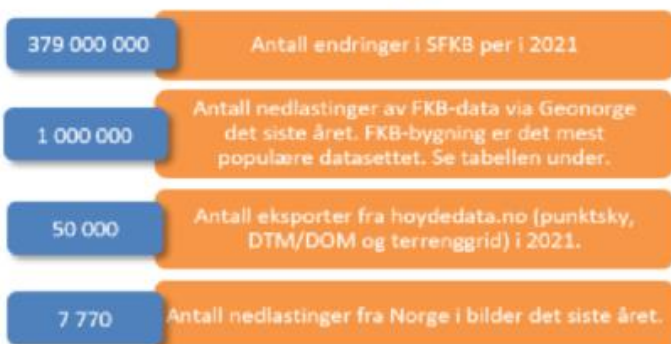 379 000 000
Antall endringer i SFKB per i 2021
1 000 000
Antall nedlastinger av FKB-data via Geonorge
det siste året. FKB-bygning er det mest
populære datasettet. Se tabellen under.
50 000
Antall eksporter fra hoydedata.no (punktsky,
DTM/DOM og terrenggrid) i 2021.
7 770
Antall nedlastinger fra Norge i bilder det siste året.